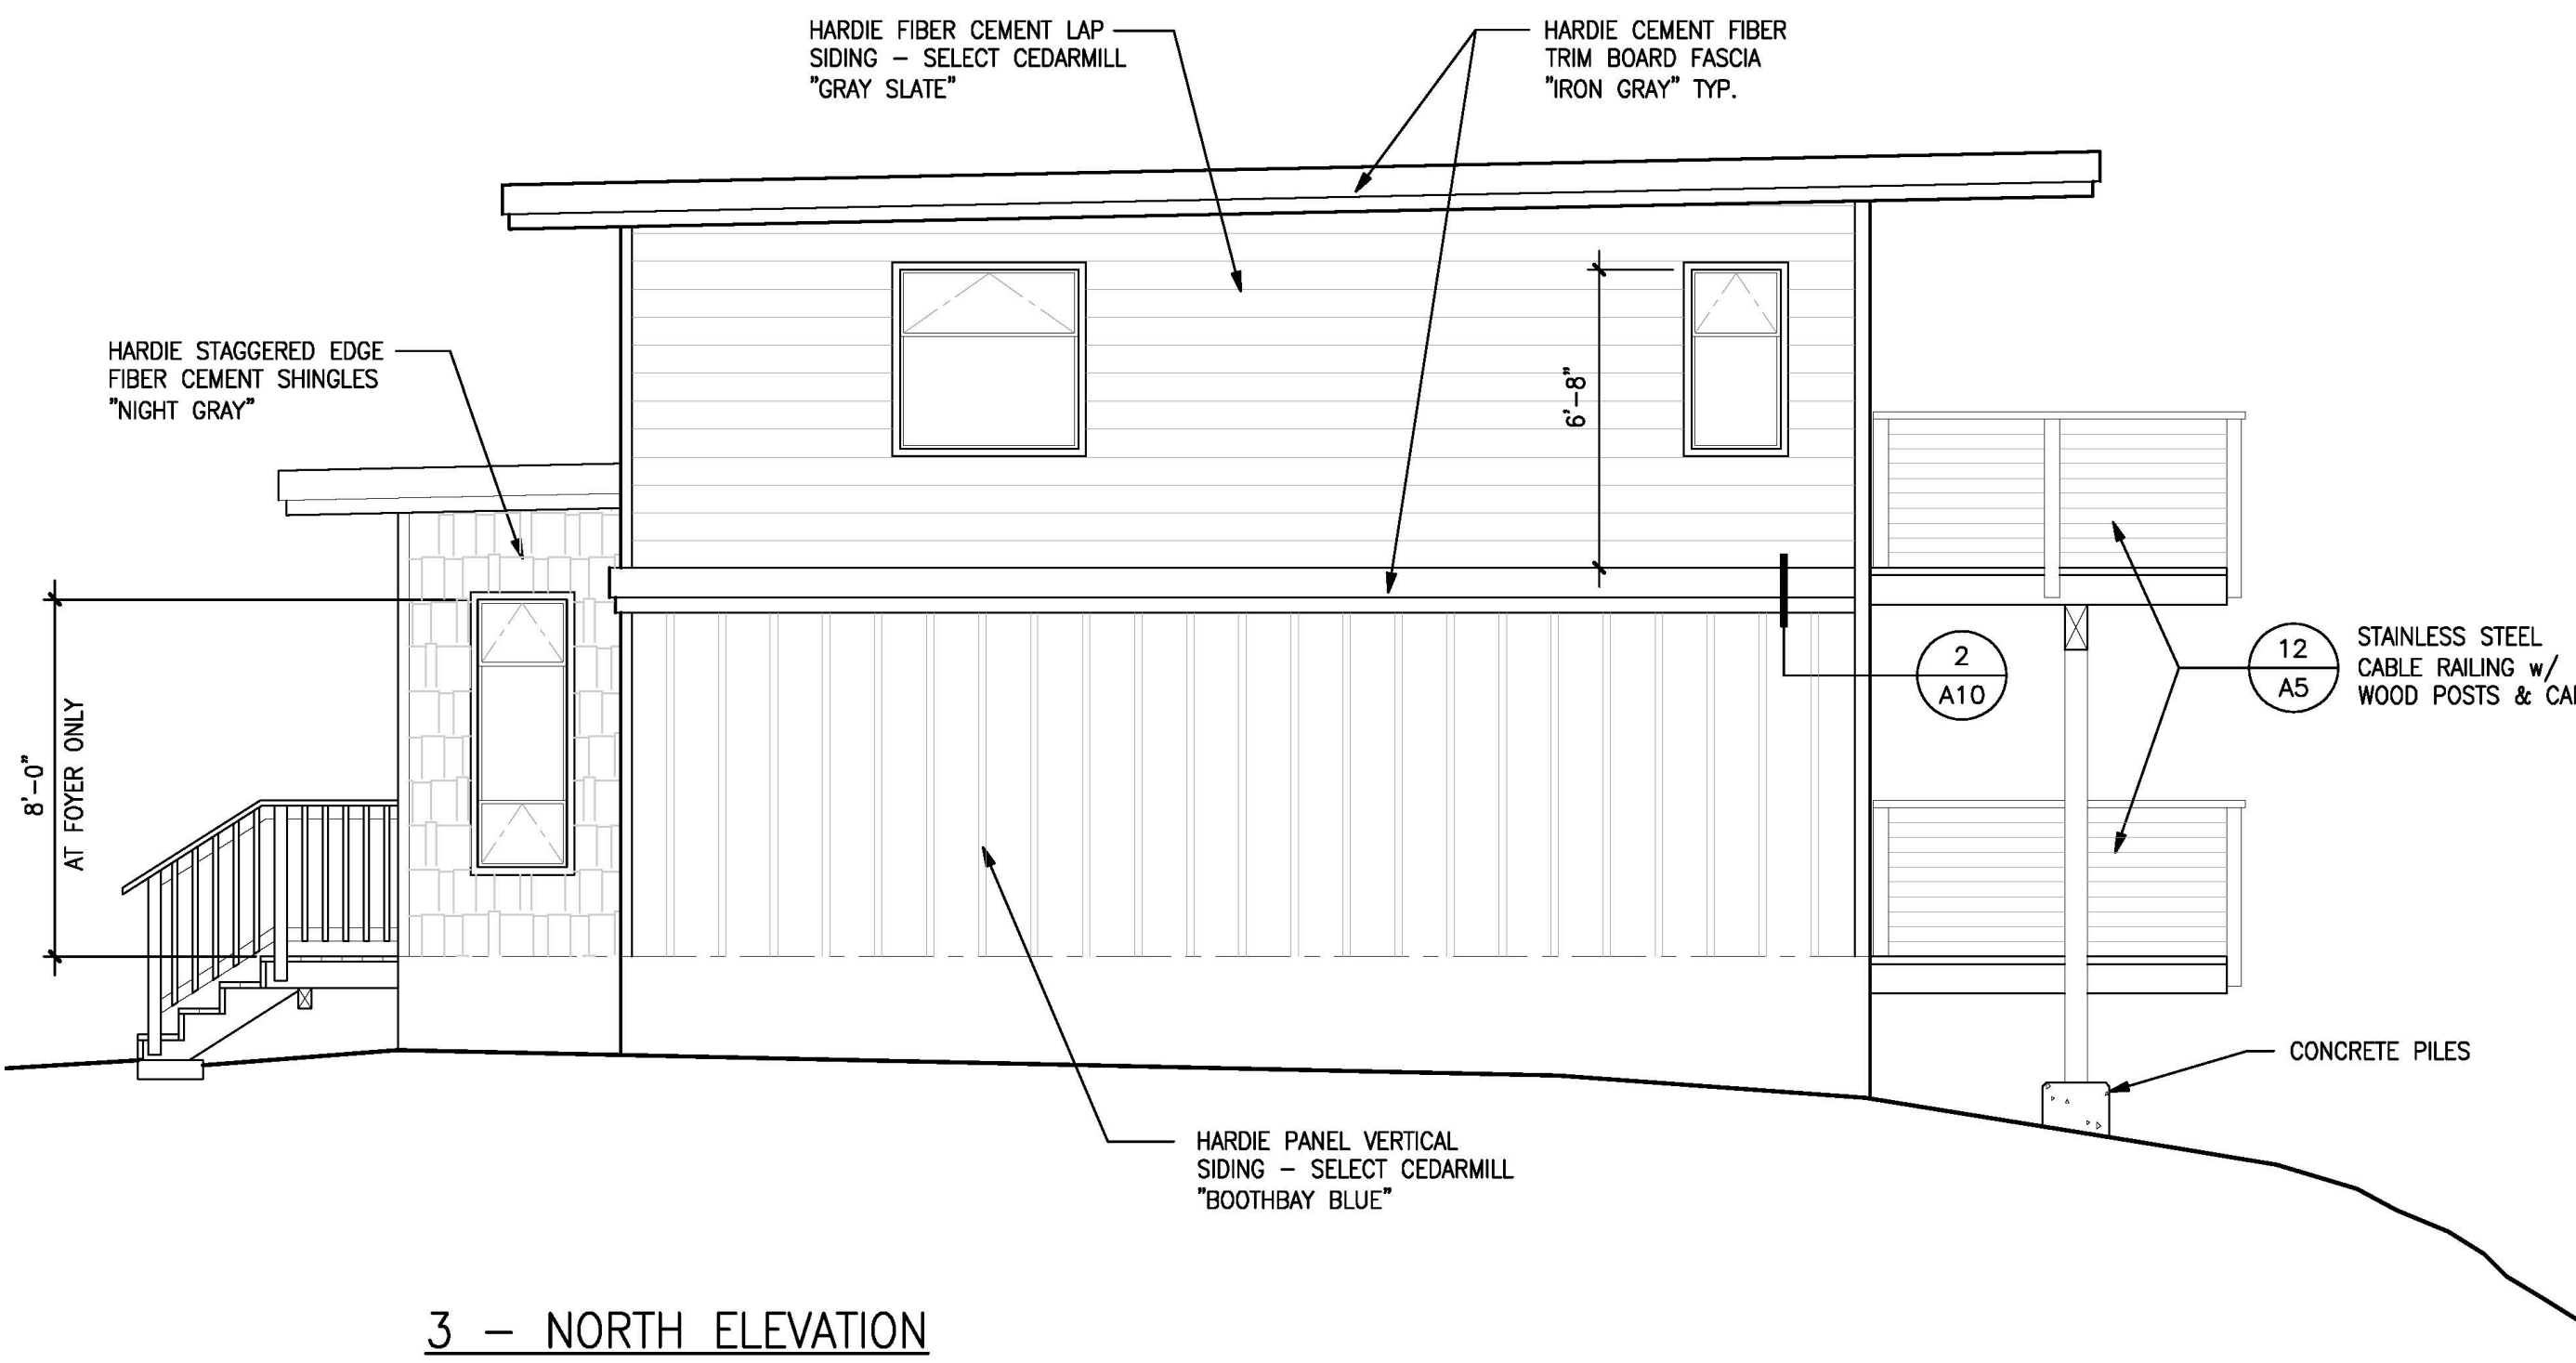 HARDIE FIBER CEMENT LAP
SIDING – SELECT CEDARMILL
"GRAY SLATE"
HARDIE CEMENT FIBER
TRIM BOARD FASCIA
"IRON GRAY" TYP.
HARDIE STAGGERED EDGE
FIBER CEMENT SHINGLES
"NIGHT GRAY"
6'–8"
8'–0"
AT FOYER ONLY
2
A10
12
A5
STAINLESS STEEL
CABLE RAILING w/
WOOD POSTS &
CONCRETE PILES
HARDIE PANEL VERTICAL
SIDING – SELECT CEDARMILL
"BOOTHBAY BLUE"
3 – NORTH ELEVATION